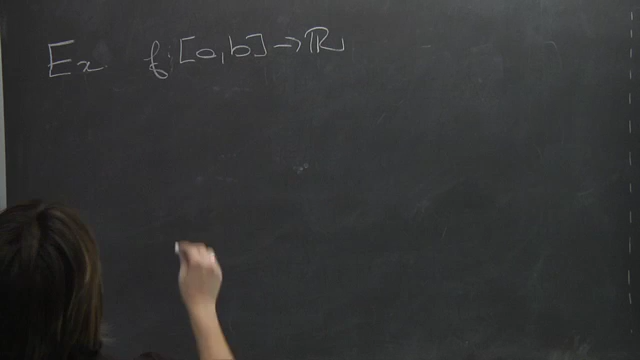 Ex. f: [a,b] → ℝ